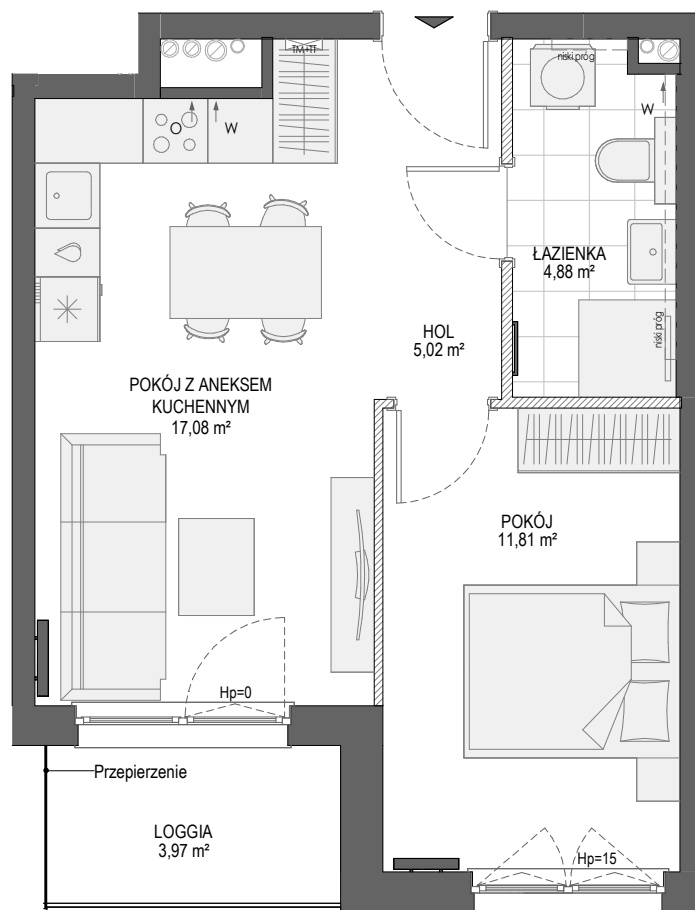 TM+TT
niski próg
O
W
W
ŁAZIENKA
4,88 m²
HOL
5,02 m²
niski próg
POKÓJ Z ANEKSEM
KUCHENNYM
17,08 m²
POKÓJ
11,81 m²
Hp=0
Przepierzenie
LOGGIA
3,97 m²
Hp=15